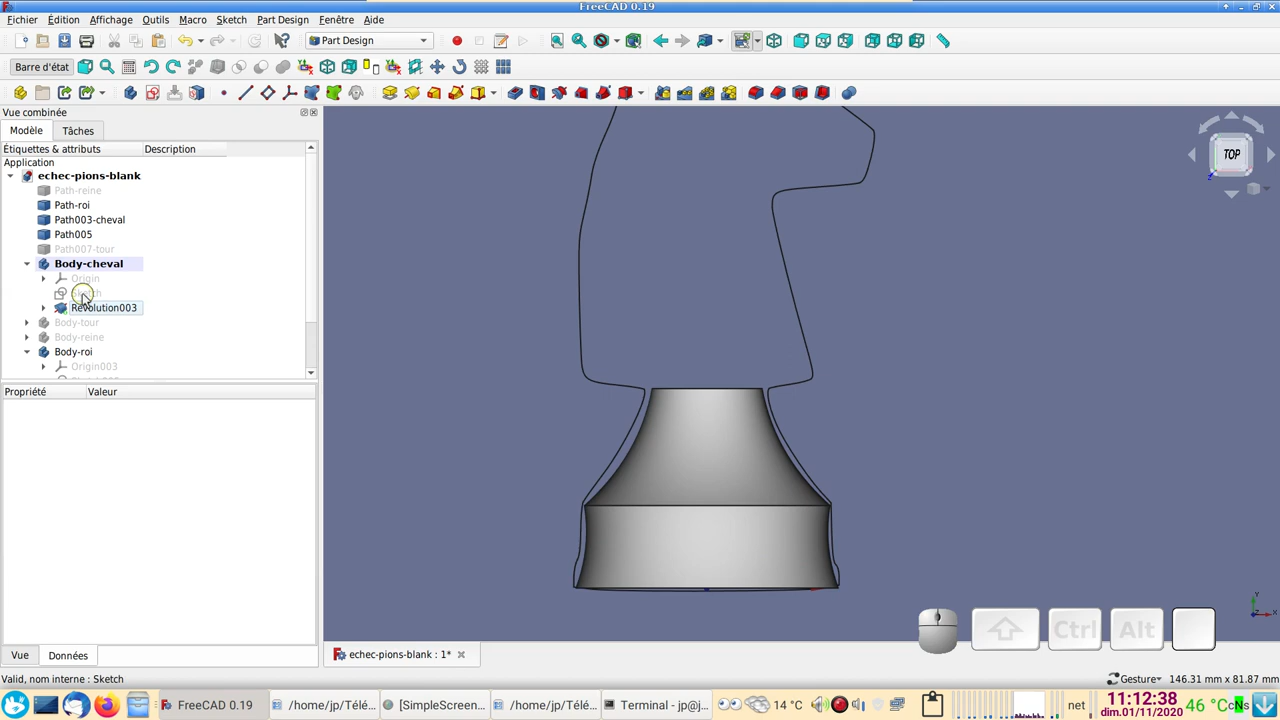 FreeCAD 0.19
Fichier Édition Affichage Outils Macro Sketch Part Design Fenêtre Aide
Part Design
Barre d'état
Vue combinée
Modèle Tâches
Étiquettes & attributs Description
Application
echec-pions-blank
Path-reine
Path-roi
Path003-cheval
Path005
Path007-tour
Body-cheval
Origin
Sketch
Revolution003
Body-tour
Body-reine
Body-roi
Origin003
Propriété Valeur
TOP
Z
Y
X
Ctrl Alt
Vue Données
echec-pions-blank : 1*
Valid, nom interne : Sketch
Gesture 146.31 mm x 81.87 mm
FreeCAD 0.19
/home/jp/Télé...
[SimpleScreen...
/home/jp/Télé...
Terminal - jp@j...
14 °C
net
11:12:38
dim.01/11/2020
46 °C